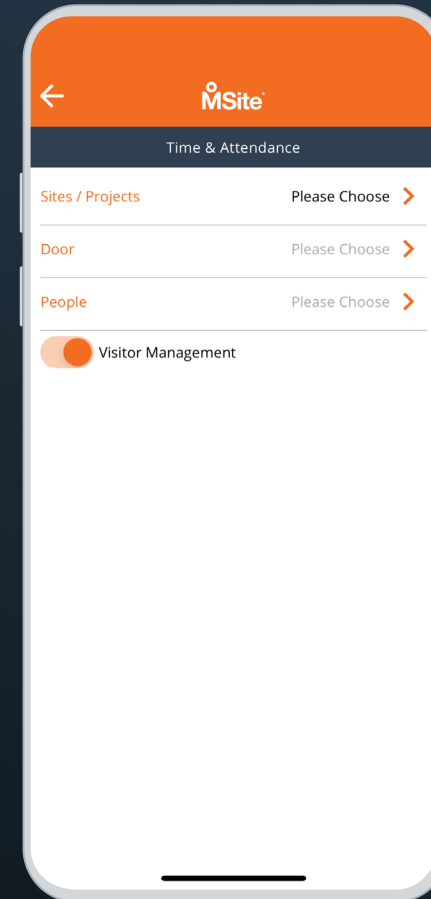 MSite
Time & Attendance
Sites / Projects Please Choose
Door Please Choose
People Please Choose
Visitor Management